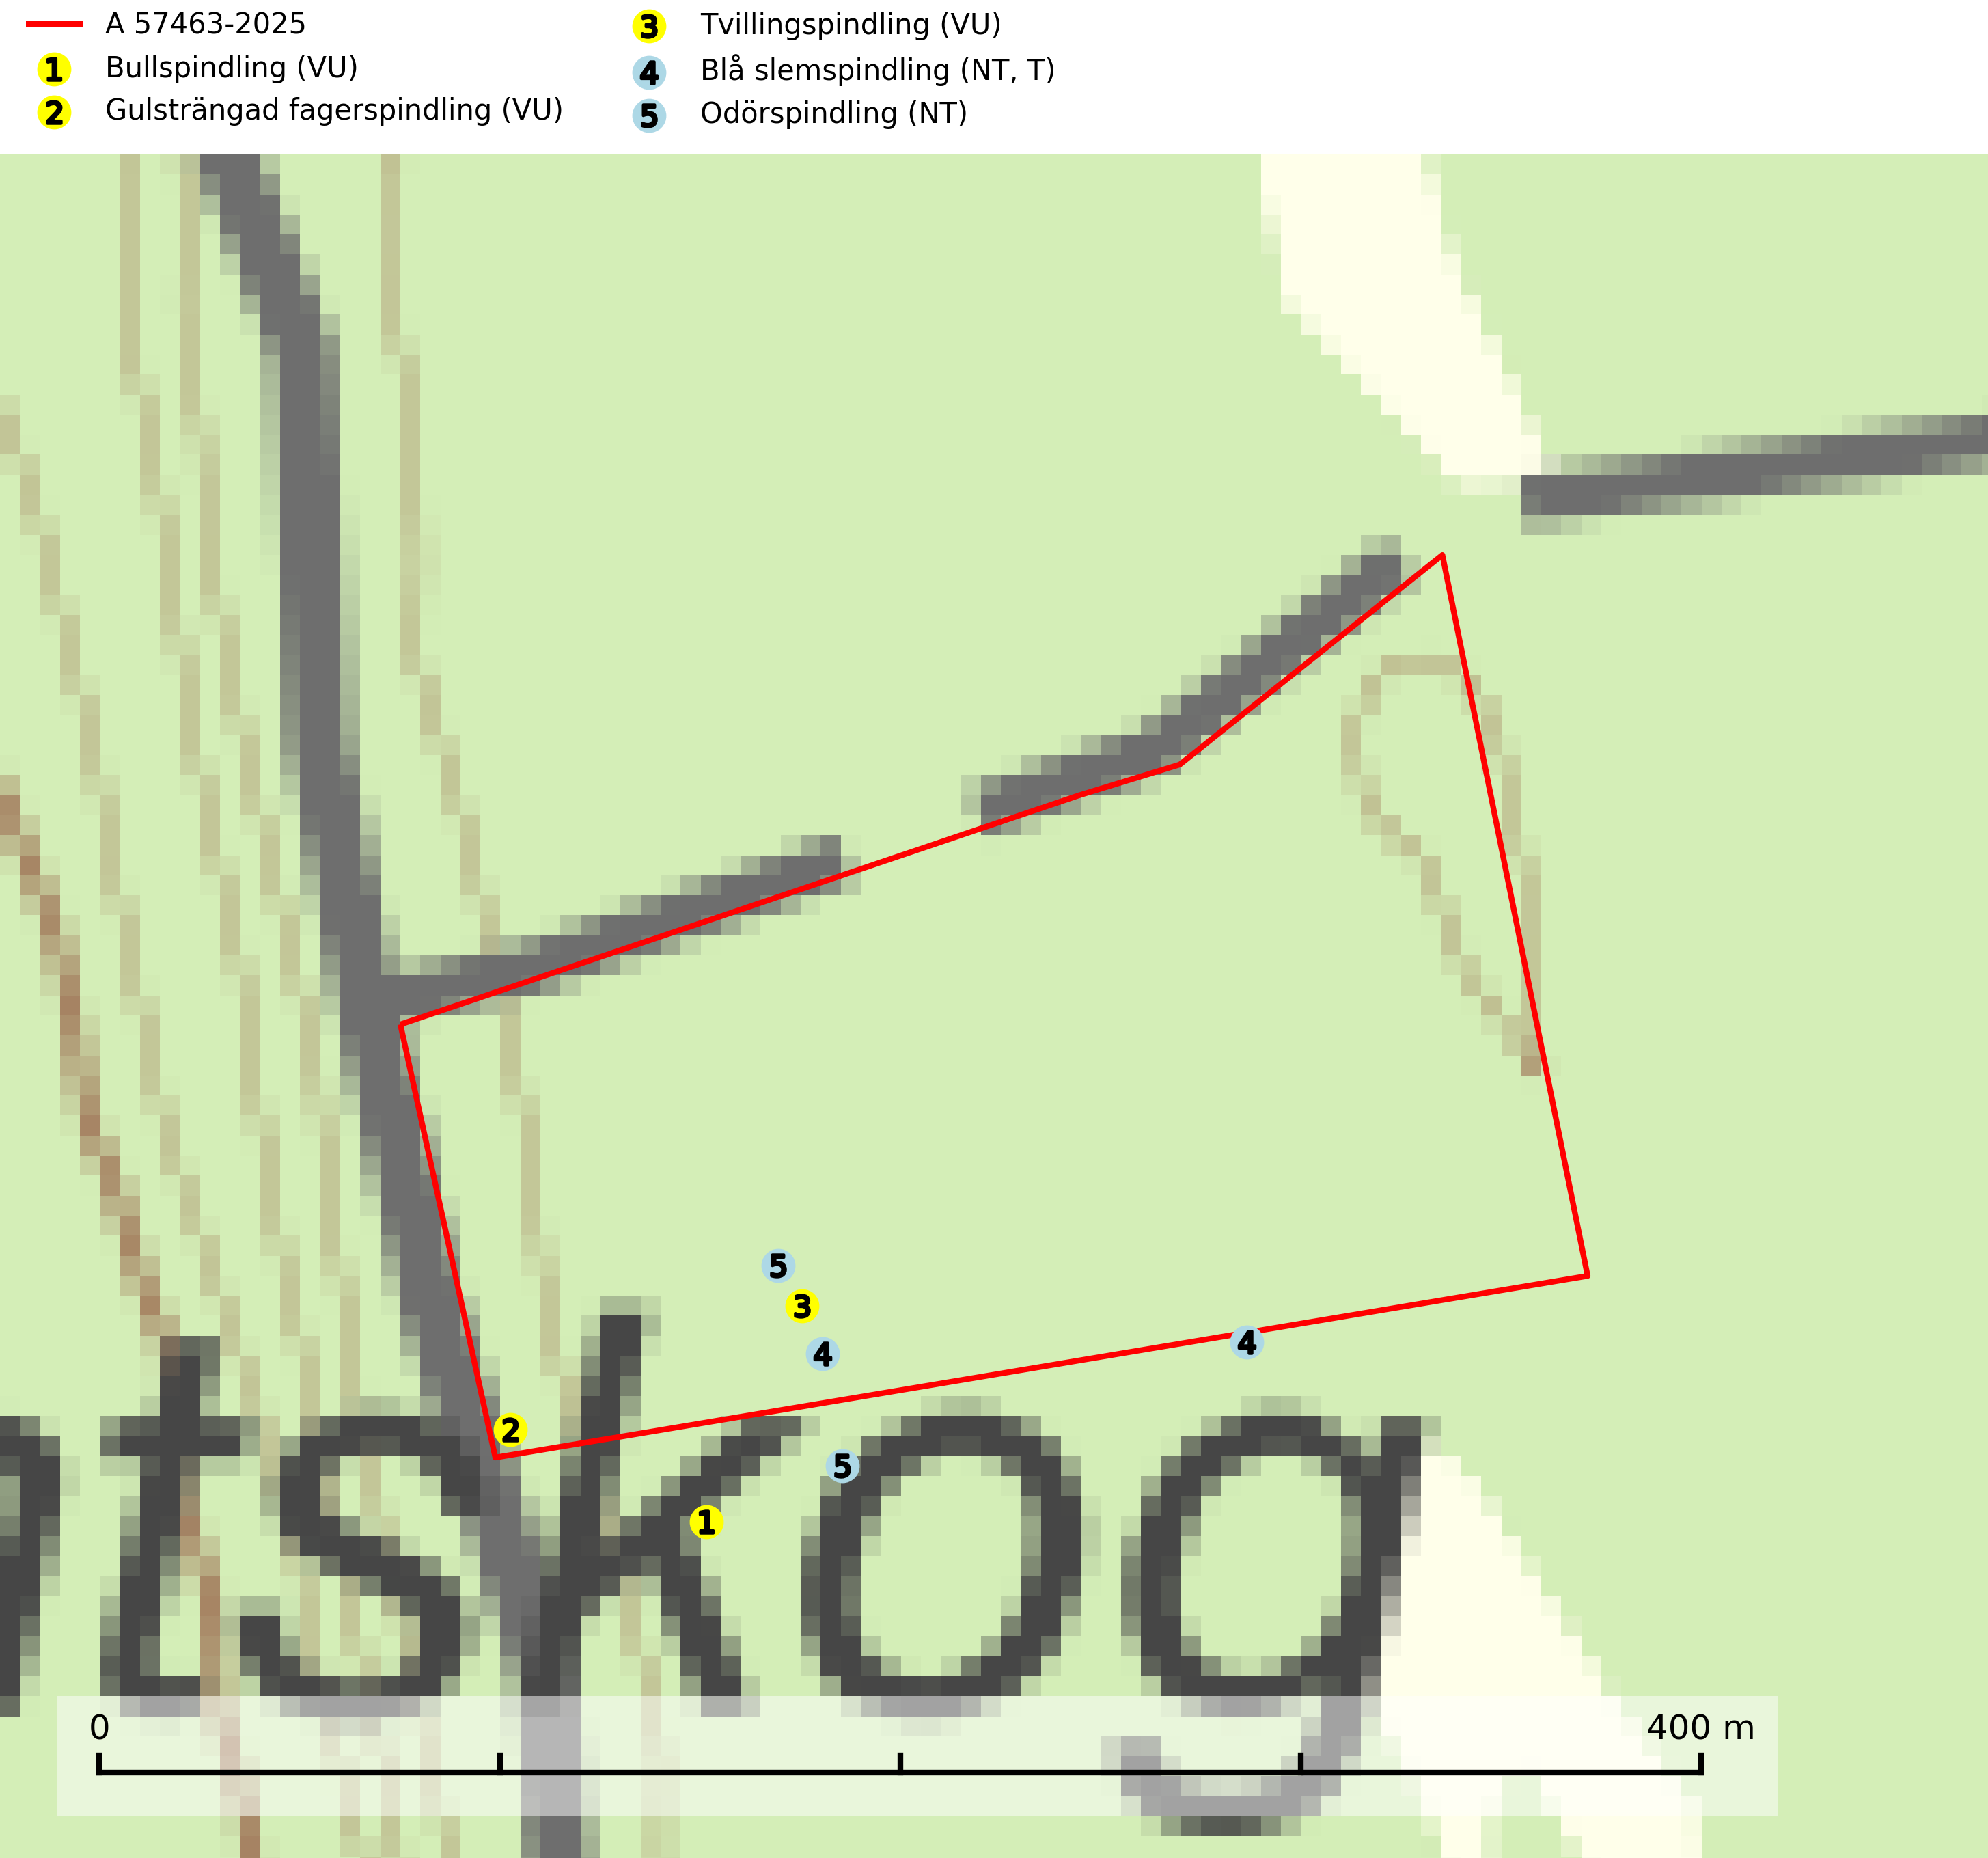 A 57463-2025
1 Bullspindling (VU)
2 Gulsträngad fagerspindling (VU)
3 Tvillingspindling (VU)
4 Blå slemspindling (NT, T)
5 Odörspindling (NT)
5
3
4
4
2
5
1
tskog
0
400 m